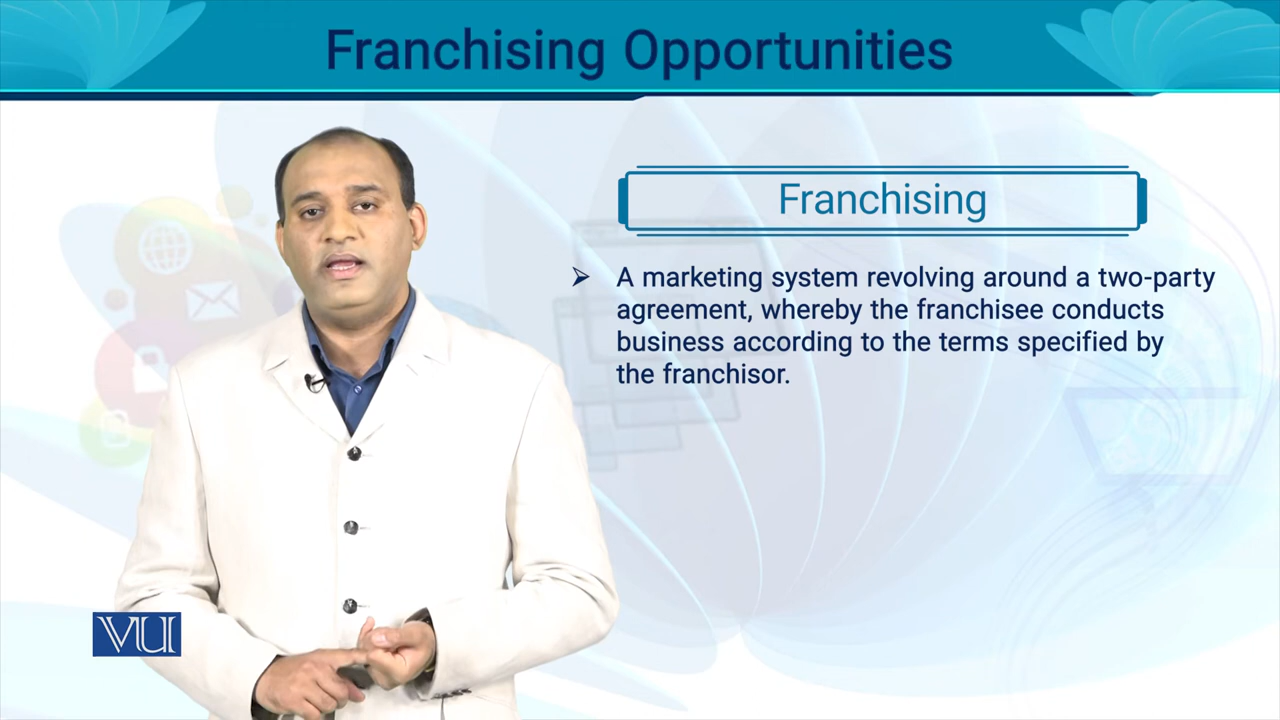 Franchising Opportunities
Franchising
➢ A marketing system revolving around a two-party
agreement, whereby the franchisee conducts
business according to the terms specified by
the franchisor.
VU